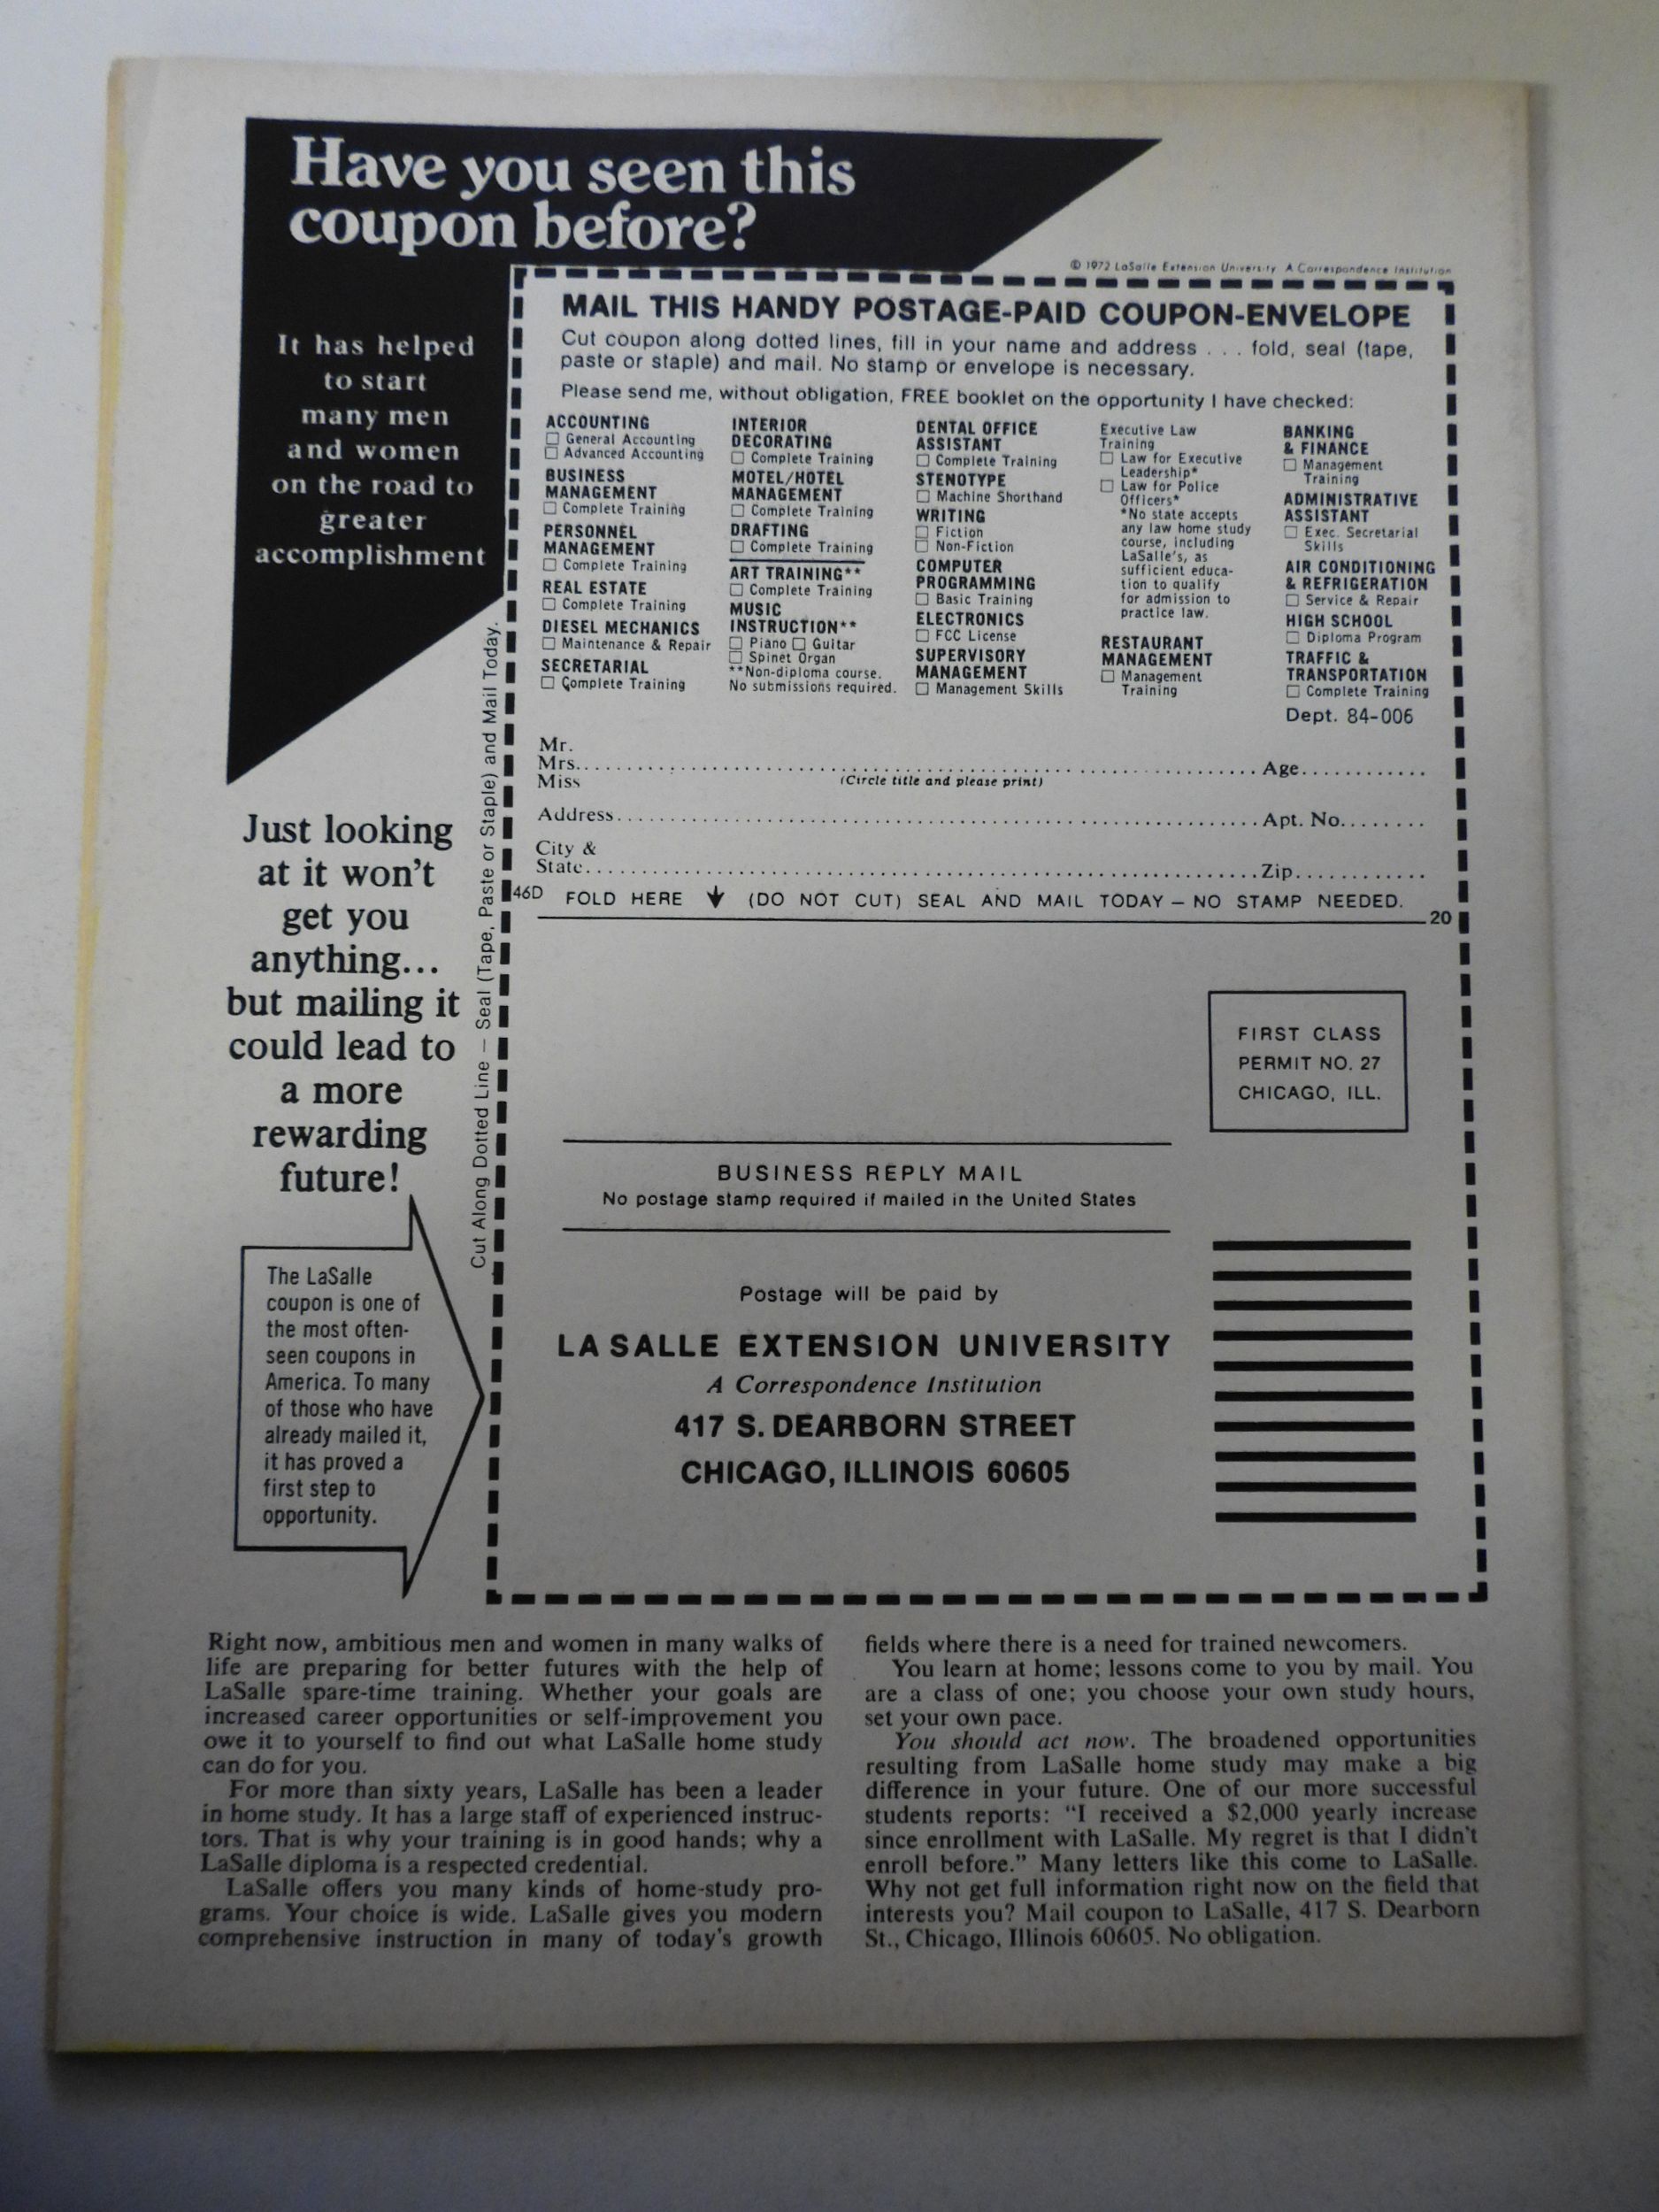 Have you seen this
coupon before?
It has helped
to start
many men
and women
on the road to
greater
accomplishment
© 1972 LaSalle Extension University A Correspondence Institution
MAIL THIS HANDY POSTAGE-PAID COUPON-ENVELOPE
Cut coupon along dotted lines, fill in your name and address . . . fold, seal (tape,
paste or staple) and mail. No stamp or envelope is necessary.
Please send me, without obligation, FREE booklet on the opportunity I have checked:
ACCOUNTING
☐ General Accounting
☐ Advanced Accounting
BUSINESS
MANAGEMENT
☐ Complete Training
PERSONNEL
MANAGEMENT
☐ Complete Training
REAL ESTATE
☐ Complete Training
DIESEL MECHANICS
☐ Maintenance & Repair
SECRETARIAL
☐ Complete Training
INTERIOR
DECORATING
☐ Complete Training
MOTEL/HOTEL
MANAGEMENT
☐ Complete Training
DRAFTING
☐ Complete Training
ART TRAINING**
☐ Complete Training
MUSIC
INSTRUCTION**
☐ Piano ☐ Guitar
☐ Spinet Organ
**Non-diploma course.
No submissions required.
DENTAL OFFICE
ASSISTANT
☐ Complete Training
STENOTYPE
☐ Machine Shorthand
WRITING
☐ Fiction
☐ Non-Fiction
COMPUTER
PROGRAMMING
☐ Basic Training
ELECTRONICS
☐ FCC License
SUPERVISORY
MANAGEMENT
☐ Management Skills
Executive Law
Training
☐ Law for Executive
Leadership*
☐ Law for Police
Officers*
*No state accepts
any law home study
course, including
LaSalle's, as
sufficient educa-
tion to qualify
for admission to
practice law.
RESTAURANT
MANAGEMENT
☐ Management
Training
BANKING
& FINANCE
☐ Management
Training
ADMINISTRATIVE
ASSISTANT
☐ Exec. Secretarial
Skills
AIR CONDITIONING
& REFRIGERATION
☐ Service & Repair
HIGH SCHOOL
☐ Diploma Program
TRAFFIC &
TRANSPORTATION
☐ Complete Training
Dept. 84-006
Mr.
Mrs. Age
Miss (Circle title and please print)
Address Apt. No.
City &
State Zip
46D FOLD HERE ↓ (DO NOT CUT) SEAL AND MAIL TODAY — NO STAMP NEEDED.
20
Cut Along Dotted Line — Seal (Tape, Paste or Staple) and Mail Today.
Just looking
at it won't
get you
anything...
but mailing it
could lead to
a more
rewarding
future!
FIRST CLASS
PERMIT NO. 27
CHICAGO, ILL.
BUSINESS REPLY MAIL
No postage stamp required if mailed in the United States
Postage will be paid by
LA SALLE EXTENSION UNIVERSITY
A Correspondence Institution
417 S. DEARBORN STREET
CHICAGO, ILLINOIS 60605
The LaSalle
coupon is one of
the most often-
seen coupons in
America. To many
of those who have
already mailed it,
it has proved a
first step to
opportunity.
Right now, ambitious men and women in many walks of
life are preparing for better futures with the help of
LaSalle spare-time training. Whether your goals are
increased career opportunities or self-improvement you
owe it to yourself to find out what LaSalle home study
can do for you.
For more than sixty years, LaSalle has been a leader
in home study. It has a large staff of experienced instruc-
tors. That is why your training is in good hands; why a
LaSalle diploma is a respected credential.
LaSalle offers you many kinds of home-study pro-
grams. Your choice is wide. LaSalle gives you modern
comprehensive instruction in many of today's growth
fields where there is a need for trained newcomers.
You learn at home; lessons come to you by mail. You
are a class of one; you choose your own study hours,
set your own pace.
You should act now. The broadened opportunities
resulting from LaSalle home study may make a big
difference in your future. One of our more successful
students reports: "I received a $2,000 yearly increase
since enrollment with LaSalle. My regret is that I didn't
enroll before." Many letters like this come to LaSalle.
Why not get full information right now on the field that
interests you? Mail coupon to LaSalle, 417 S. Dearborn
St., Chicago, Illinois 60605. No obligation.